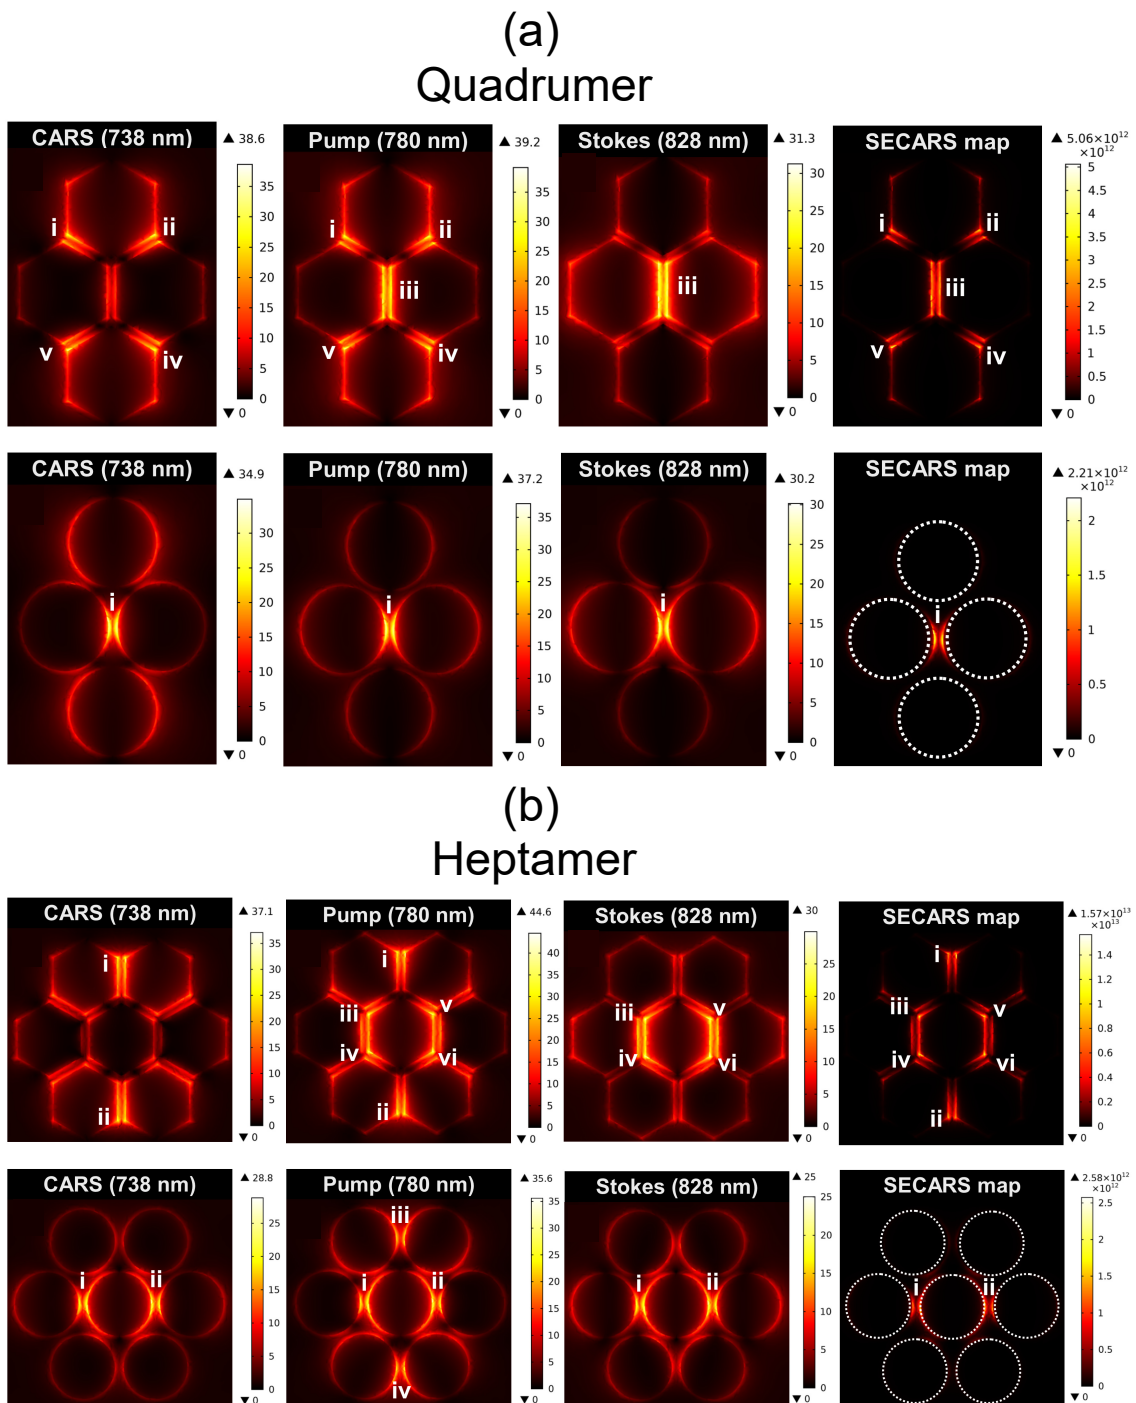 (a)
Quadrumer
CARS (738 nm) ▲ 38.6
35
30
25
20
15
10
5
0
▼ 0
i ii
v iv
Pump (780 nm) ▲ 39.2
35
30
25
20
15
10
5
0
▼ 0
i ii
iii
v iv
Stokes (828 nm) ▲ 31.3
30
25
20
15
10
5
0
▼ 0
iii
SECARS map ▲ 5.06×10¹²
×10¹²
5
4.5
4
3.5
3
2.5
2
1.5
1
0.5
0
▼ 0
i ii
iii
v iv
CARS (738 nm) ▲ 34.9
30
25
20
15
10
5
0
▼ 0
i
Pump (780 nm) ▲ 37.2
35
30
25
20
15
10
5
0
▼ 0
i
Stokes (828 nm) ▲ 30.2
30
25
20
15
10
5
0
▼ 0
i
SECARS map ▲ 2.21×10¹²
×10¹²
2
1.5
1
0.5
0
▼ 0
i
(b)
Heptamer
CARS (738 nm) ▲ 37.1
35
30
25
20
15
10
5
0
▼ 0
i
ii
Pump (780 nm) ▲ 44.6
40
35
30
25
20
15
10
5
0
▼ 0
i
iii v
iv vi
ii
Stokes (828 nm) ▲ 30
25
20
15
10
5
0
▼ 0
iii v
iv vi
SECARS map ▲ 1.57×10¹³
×10¹³
1.4
1.2
1
0.8
0.6
0.4
0.2
0
▼ 0
i
iii v
iv vi
ii
CARS (738 nm) ▲ 28.8
25
20
15
10
5
0
▼ 0
i ii
Pump (780 nm) ▲ 35.6
35
30
25
20
15
10
5
0
▼ 0
iii
i ii
iv
Stokes (828 nm) ▲ 25
25
20
15
10
5
0
▼ 0
i ii
SECARS map ▲ 2.58×10¹²
×10¹²
2.5
2
1.5
1
0.5
0
▼ 0
i ii